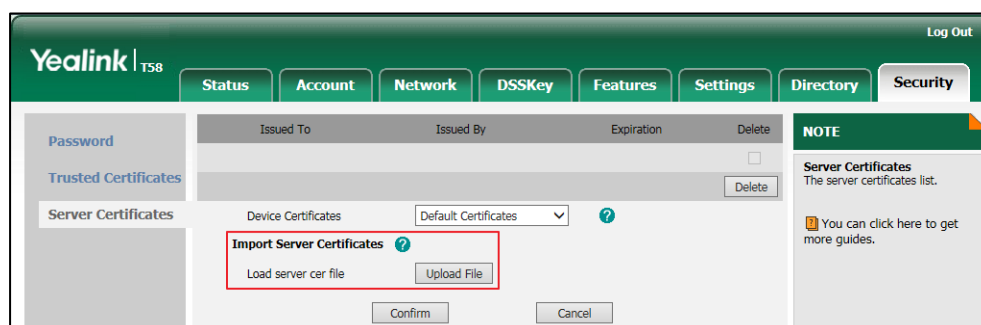 Log Out
Yealink T58
Status Account Network DSSKey Features Settings Directory Security
Password
Trusted Certificates
Server Certificates
Issued To Issued By Expiration Delete
Delete
Device Certificates Default Certificates ?
Import Server Certificates ?
Load server cer file Upload File
Confirm Cancel
NOTE
Server Certificates
The server certificates list.
? You can click here to get
more guides.